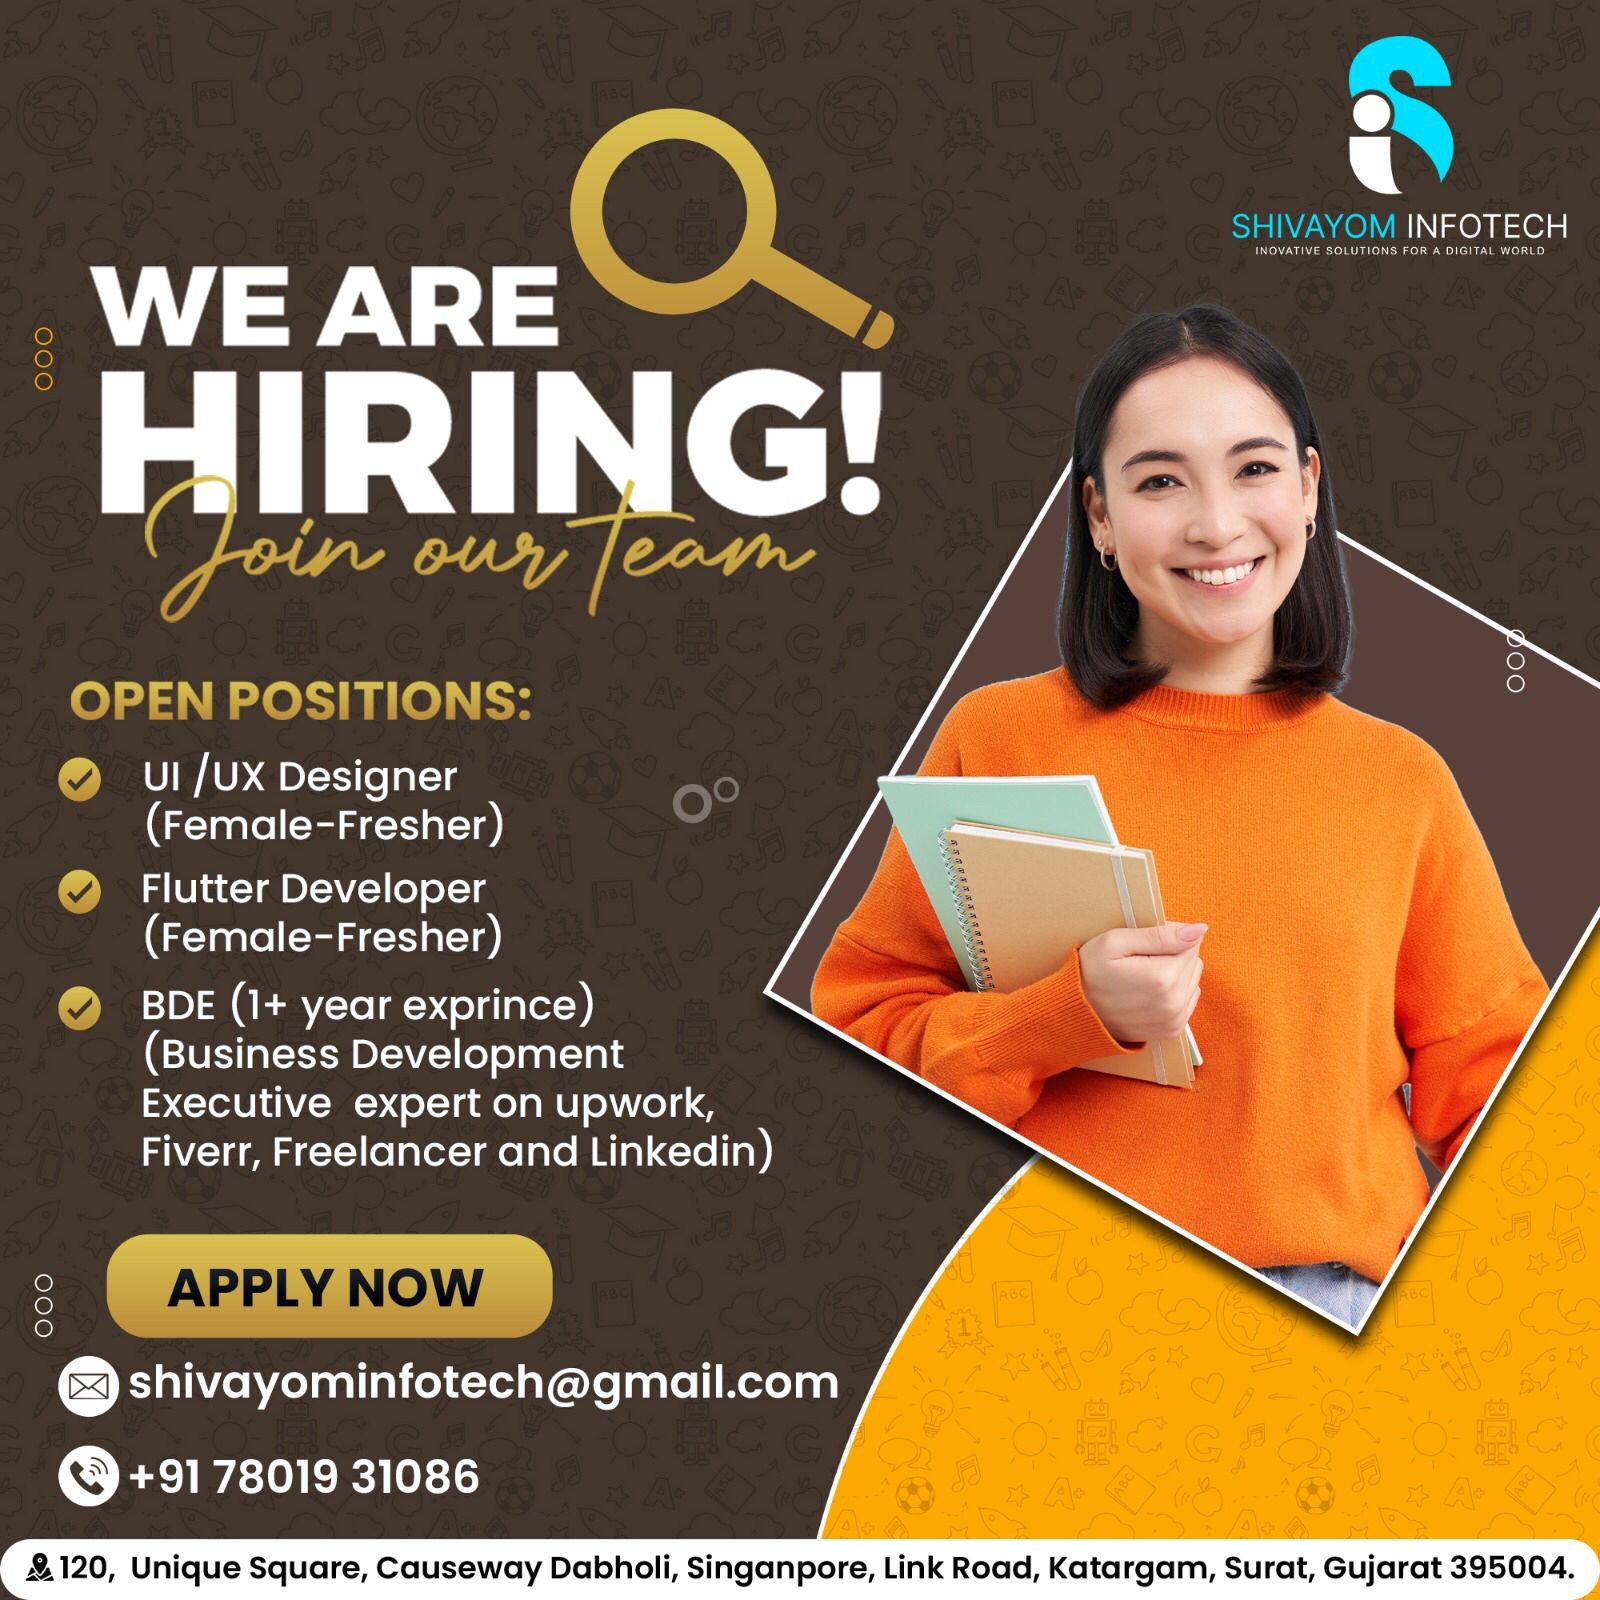 SHIVAYOM INFOTECH
INOVATIVE SOLUTIONS FOR A DIGITAL WORLD
WE ARE
HIRING!
Join our team
OPEN POSITIONS:
UI /UX Designer
(Female-Fresher)
Flutter Developer
(Female-Fresher)
BDE (1+ year exprince)
(Business Development
Executive expert on upwork,
Fiverr, Freelancer and Linkedin)
APPLY NOW
shivayominfotech@gmail.com
+91 78019 31086
120, Unique Square, Causeway Dabholi, Singanpore, Link Road, Katargam, Surat, Gujarat 395004.